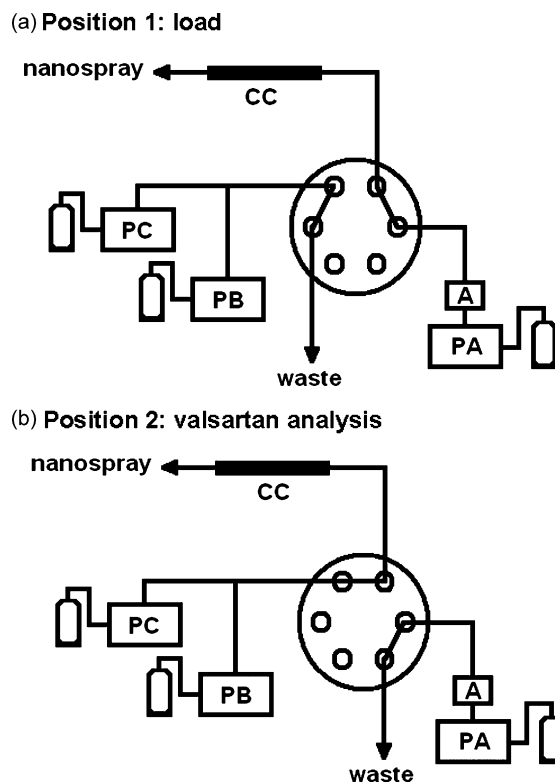 (a) Position 1: load
nanospray
CC
PC
PB
A
PA
waste
(b) Position 2: valsartan analysis
nanospray
CC
PC
PB
A
PA
waste